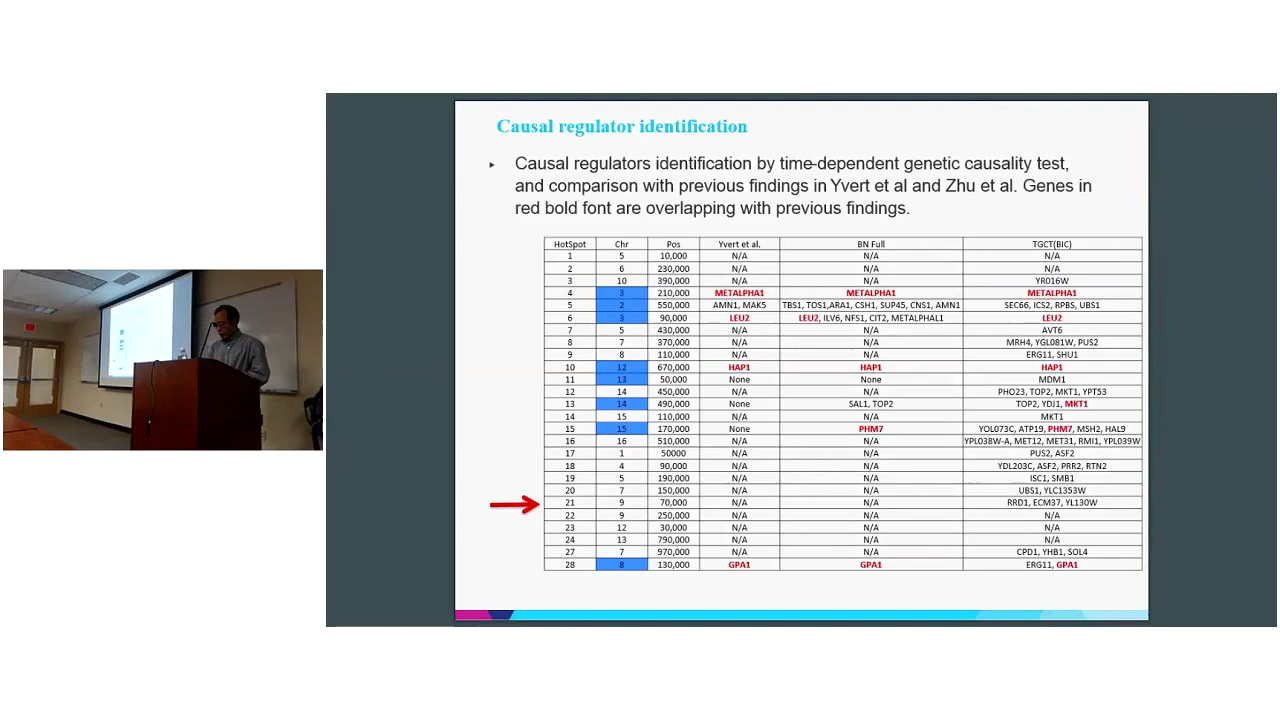 Causal regulator identification
Causal regulators identification by time-dependent genetic causality test,
and comparison with previous findings in Yvert et al and Zhu et al. Genes in
red bold font are overlapping with previous findings.
HotSpot Chr Pos Yvert et al. BN Full TGCT(BIC)
1 5 10,000 N/A N/A N/A
2 6 230,000 N/A N/A N/A
3 10 390,000 N/A N/A YR016W
4 3 210,000 METALPHA1 METALPHA1 METALPHA1
5 2 550,000 AMN1, MAK5 TBS1, TOS1,ARA1, CSH1, SUP45, CNS1, AMN1 SEC66, ICS2, RPBS, UBS1
6 3 90,000 LEU2 LEU2, ILV6, NFS1, CIT2, METALPHAL1 LEU2
7 5 430,000 N/A N/A AVT6
8 7 370,000 N/A N/A MRH4, YGL081W, PUS2
9 8 110,000 N/A N/A ERG11, SHU1
10 12 670,000 HAP1 HAP1 HAP1
11 13 50,000 None None MDM1
12 14 450,000 N/A N/A PHO23, TOP2, MKT1, YPT53
13 14 490,000 None SAL1, TOP2 TOP2, YDJ1, MKT1
14 15 110,000 N/A N/A MKT1
15 15 170,000 None PHM7 YOL073C, ATP19, PHM7, MSH2, HAL9
16 16 510,000 N/A N/A YPL038W-A, MET12, MET31, RMI1, YPL039W
17 1 50000 N/A N/A PUS2, ASF2
18 4 90,000 N/A N/A YDL203C, ASF2, PRR2, RTN2
19 5 190,000 N/A N/A ISC1, SMB1
20 7 150,000 N/A N/A UBS1, YLC1353W
21 9 70,000 N/A N/A RRD1, ECM37, YL130W
22 9 250,000 N/A N/A N/A
23 12 30,000 N/A N/A N/A
24 13 790,000 N/A N/A N/A
27 7 970,000 N/A N/A CPD1, YHB1, SOL4
28 8 130,000 GPA1 GPA1 ERG11, GPA1